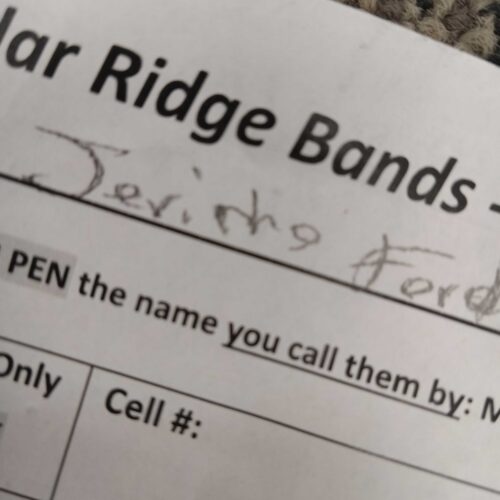 lar Ridge Bands -
Jericho Ford
PEN the name you call them by: M
Only
Cell #: